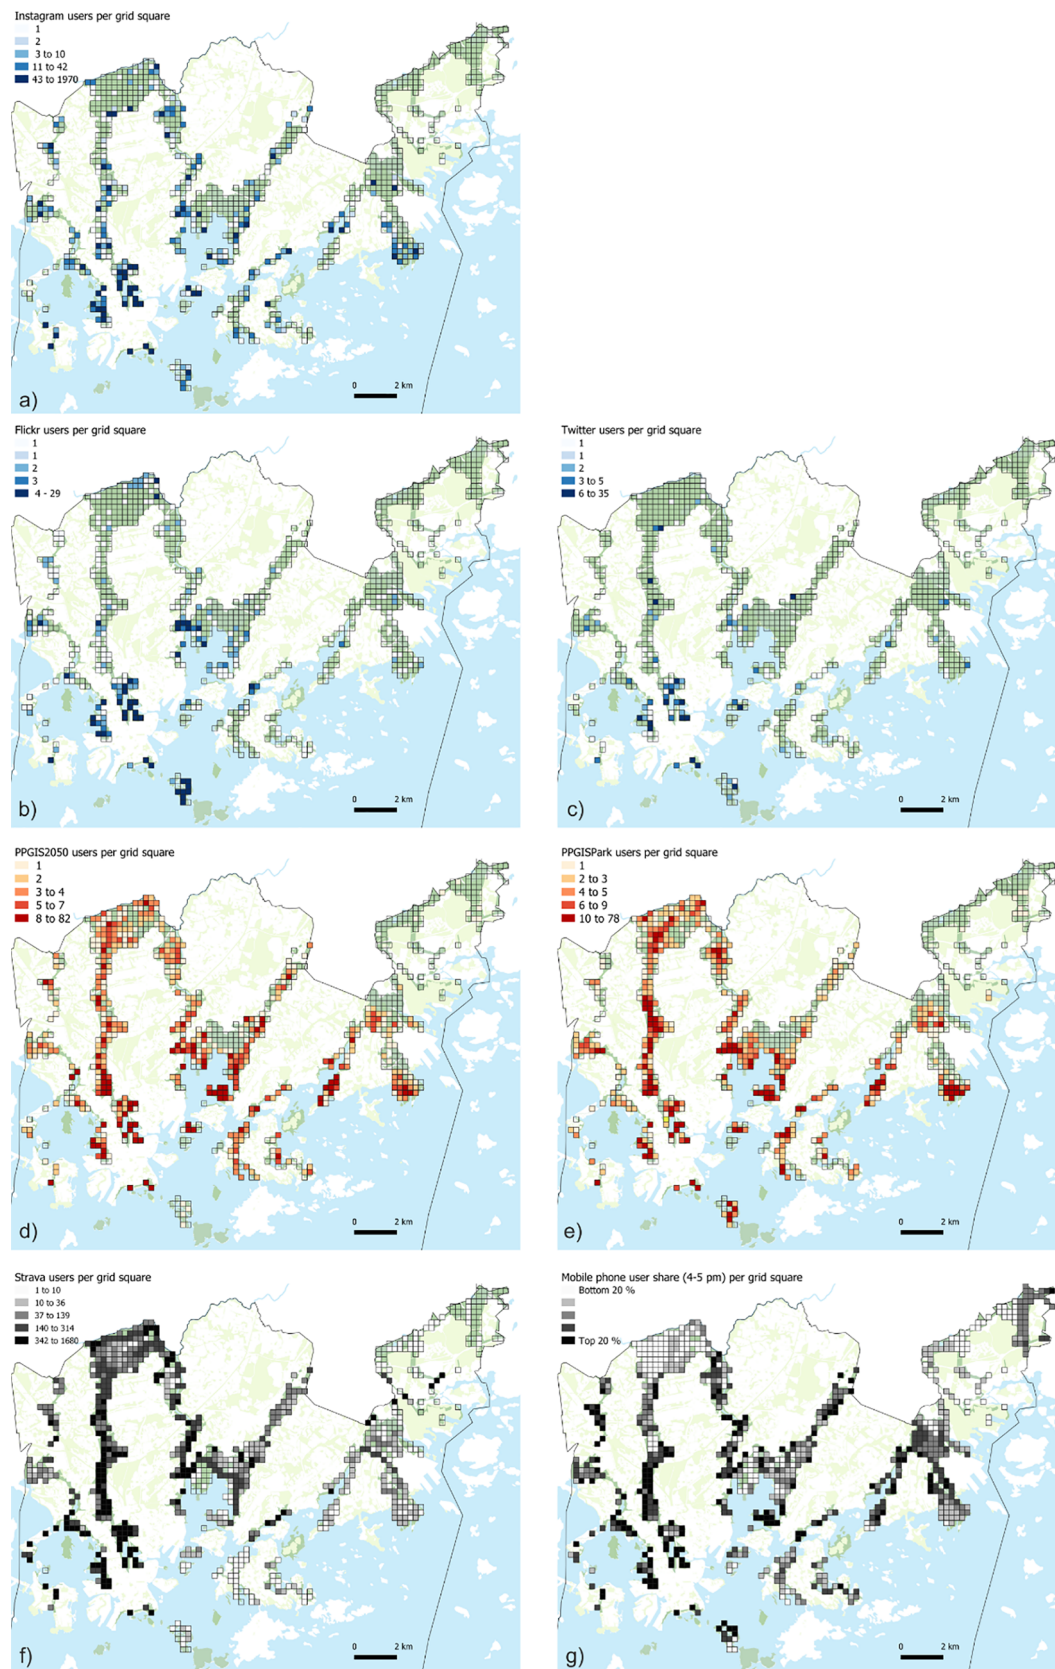 Instagram users per grid square
1
2
3 to 10
11 to 42
43 to 1970
0 2 km
a)
Flickr users per grid square
1
1
2
3
4 - 29
0 2 km
b)
Twitter users per grid square
1
1
2
3 to 5
6 to 35
0 2 km
c)
PPGIS2050 users per grid square
1
2
3 to 4
5 to 7
8 to 82
0 2 km
d)
PPGISPark users per grid square
1
2 to 3
4 to 5
6 to 9
10 to 78
0 2 km
e)
Strava users per grid square
1 to 10
10 to 36
37 to 139
140 to 314
342 to 1680
0 2 km
f)
Mobile phone user share (4-5 pm) per grid square
Bottom 20 %
Top 20 %
0 2 km
g)